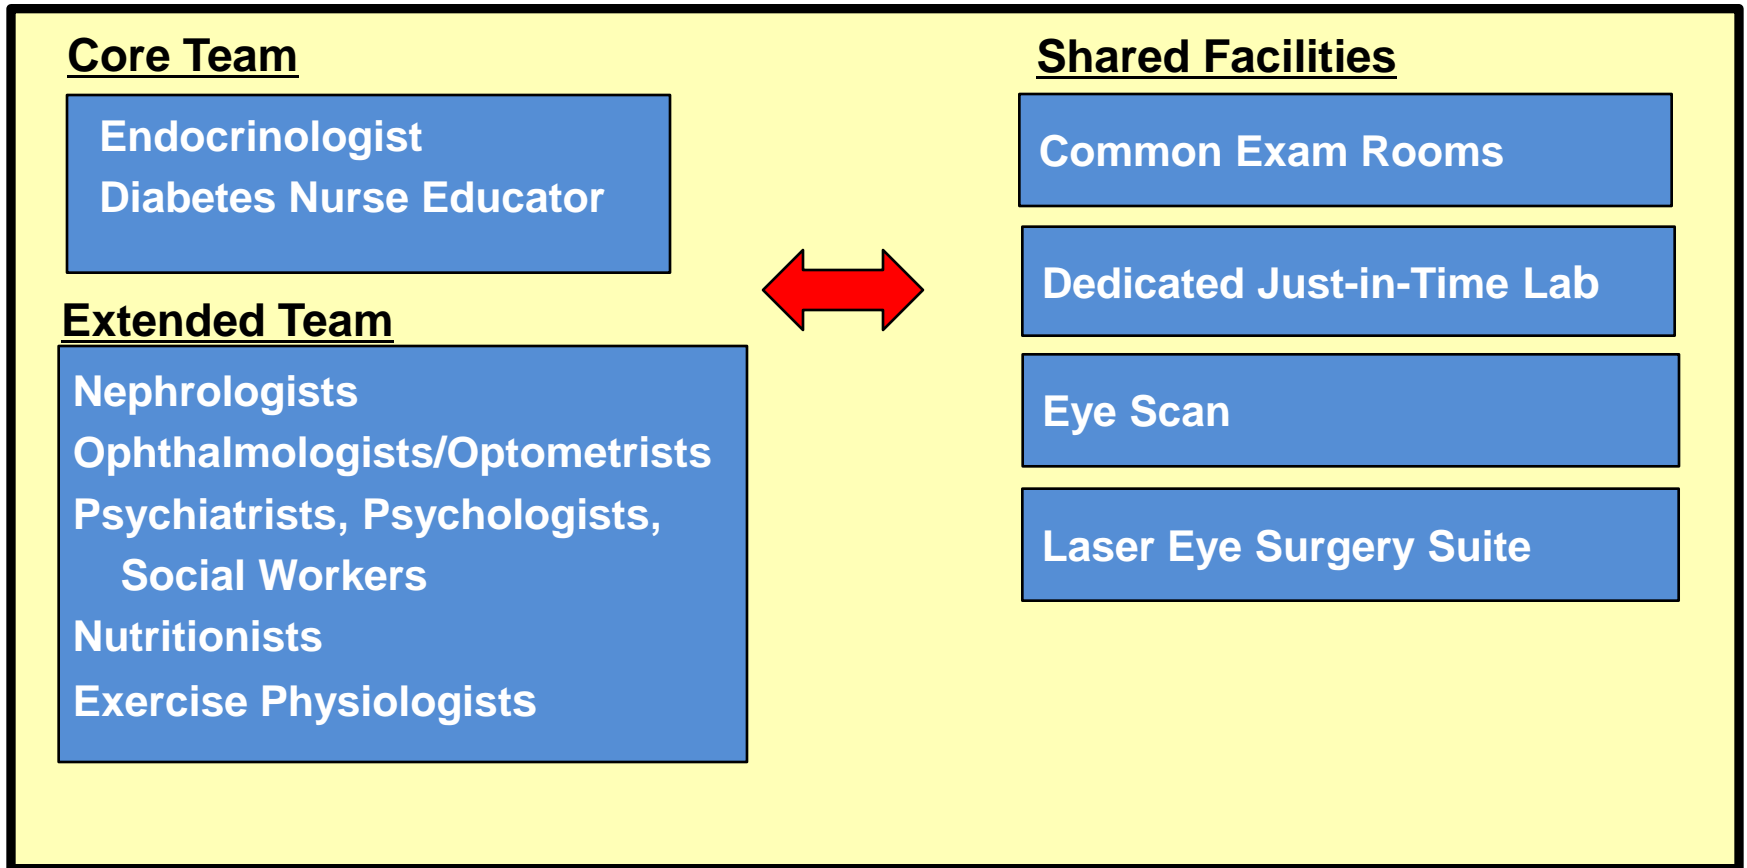 Core Team
Endocrinologist
Diabetes Nurse Educator
Extended Team
Nephrologists
Ophthalmologists/Optometrists
Psychiatrists, Psychologists,
Social Workers
Nutritionists
Exercise Physiologists
Shared Facilities
Common Exam Rooms
Dedicated Just-in-Time Lab
Eye Scan
Laser Eye Surgery Suite